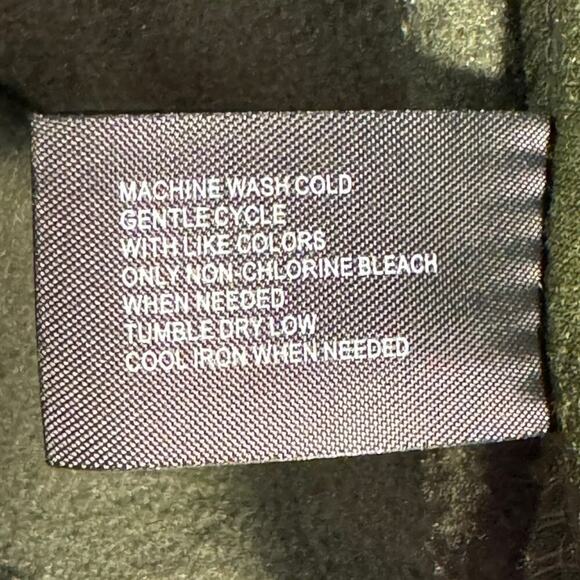 MACHINE WASH COLD
GENTLE CYCLE
WITH LIKE COLORS
ONLY NON-CHLORINE BLEACH
WHEN NEEDED
TUMBLE DRY LOW
COOL IRON WHEN NEEDED